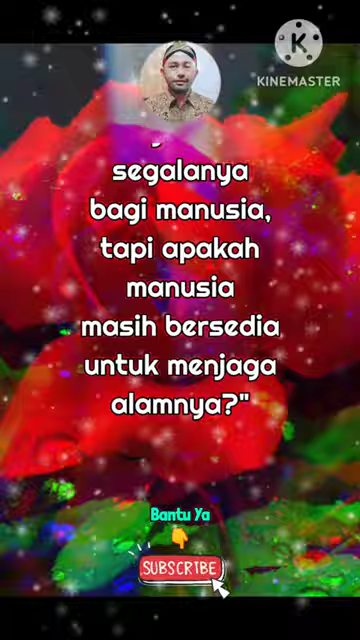 KINEMASTER
segalanya
bagi manusia,
tapi apakah
manusia
masih bersedia
untuk menjaga
alamnya?"
Bantu Ya
SUBSCRIBE